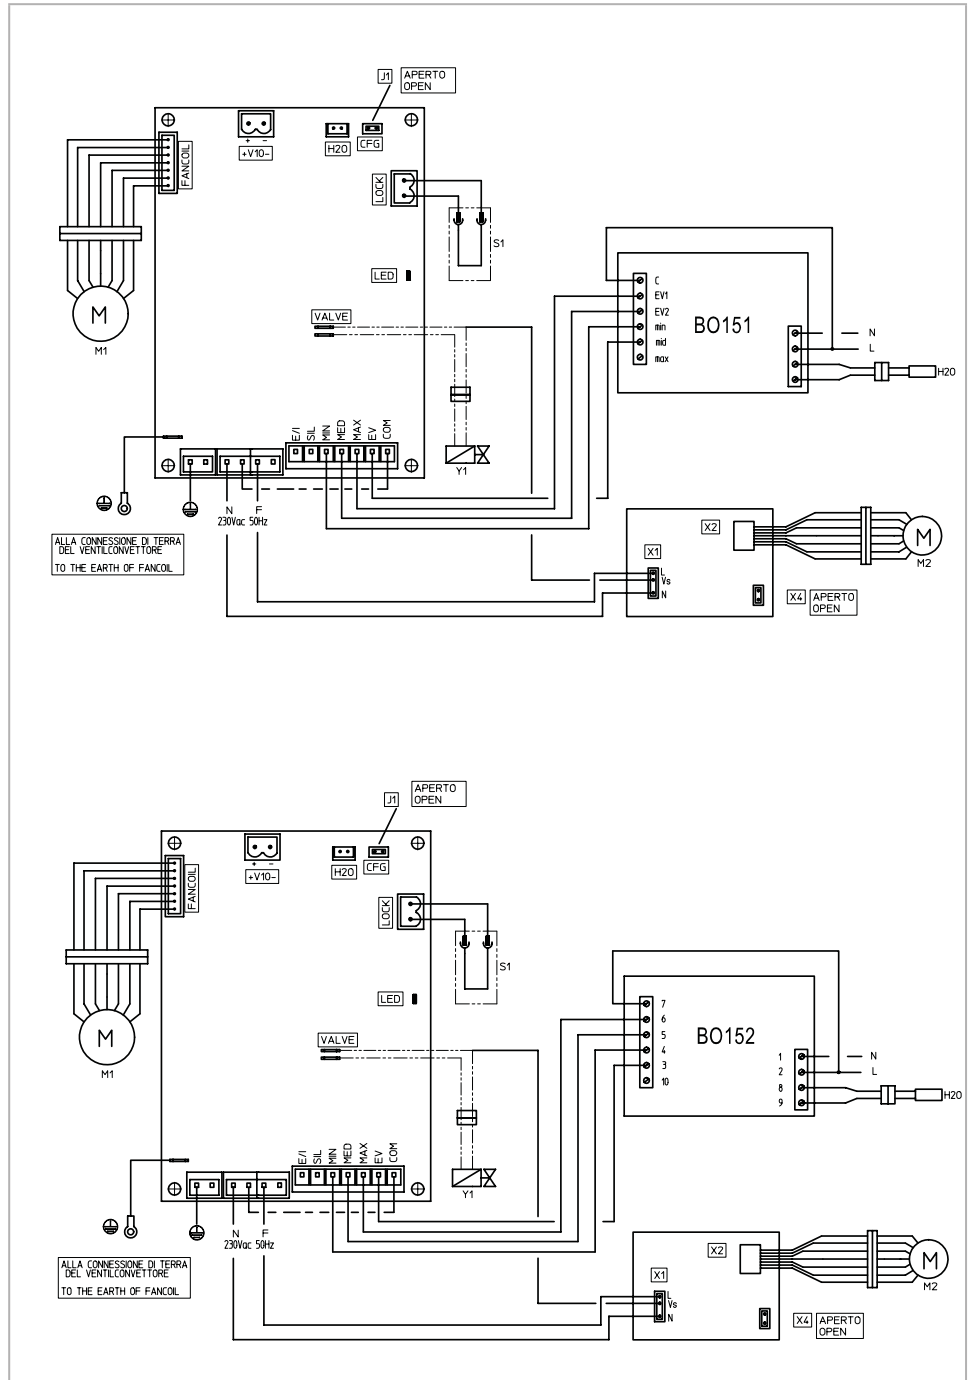 J1
APERTO
OPEN
+ -
+V10-
H2O
CFG
FANCOIL
LOCK
S1
LED
M
M1
VALVE
Y1
E/I
SIL
MIN
MED
MAX
EV
COM
N F
230Vac 50Hz
ALLA CONNESSIONE DI TERRA
DEL VENTILCONVETTORE
TO THE EARTH OF FANCOIL
C
EV1
EV2
min
mid
max
BO151
N
L
H2O
X2
X1
L
Vs
N
M
M2
X4
APERTO
OPEN
J1
APERTO
OPEN
+ -
+V10-
H2O
CFG
FANCOIL
LOCK
S1
LED
M
M1
VALVE
Y1
E/I
SIL
MIN
MED
MAX
EV
COM
N F
230Vac 50Hz
ALLA CONNESSIONE DI TERRA
DEL VENTILCONVETTORE
TO THE EARTH OF FANCOIL
7
6
5
4
3
10
BO152
1
2
8
9
N
L
H2O
X2
X1
L
Vs
N
M
M2
X4
APERTO
OPEN